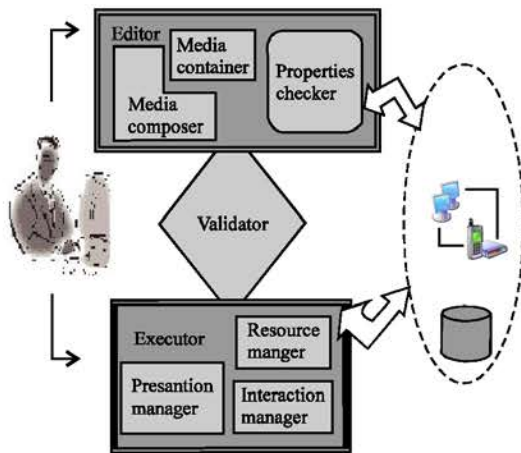 Editor
Media
container
Media
composer
Properties
checker
Validator
Executor
Resource
manger
Presantion
manager
Interaction
manager